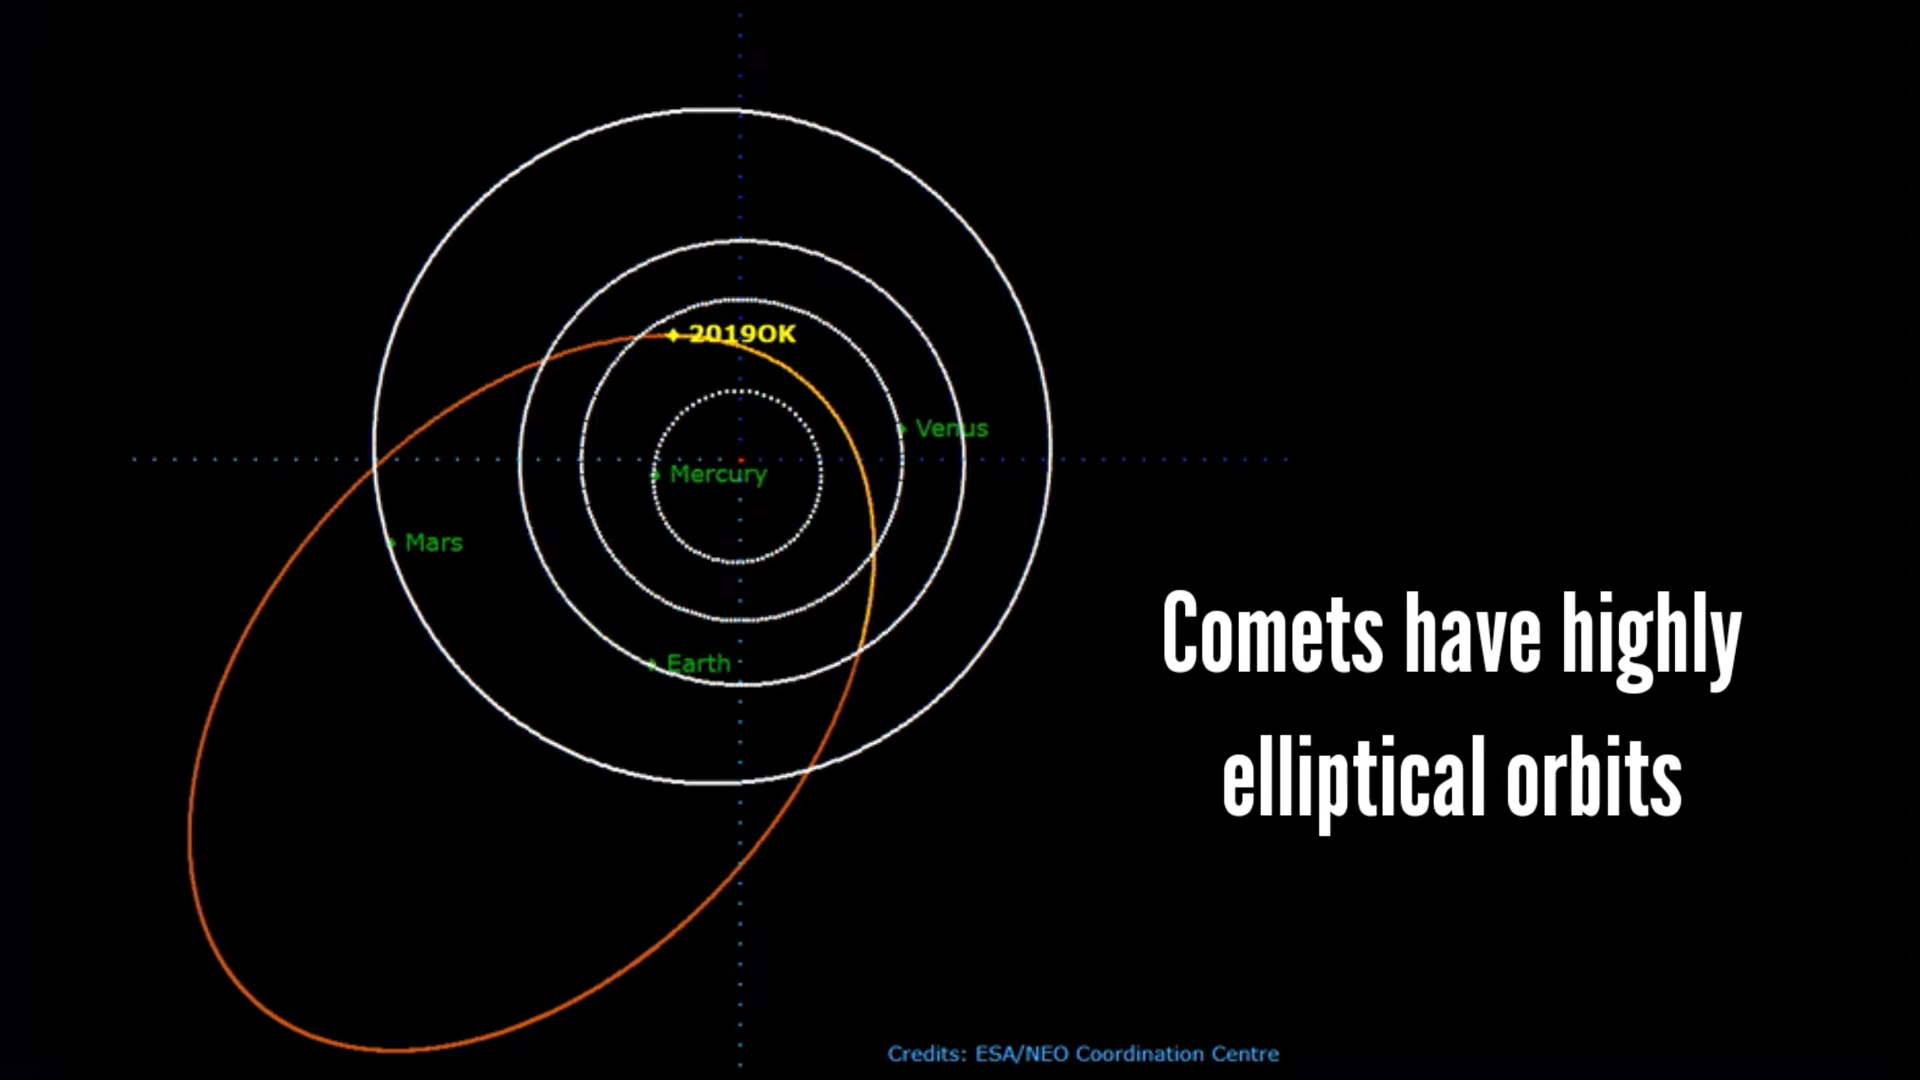 2019OK
Venus
Mercury
Mars
Earth
Comets have highly
elliptical orbits
Credits: ESA/NEO Coordination Centre